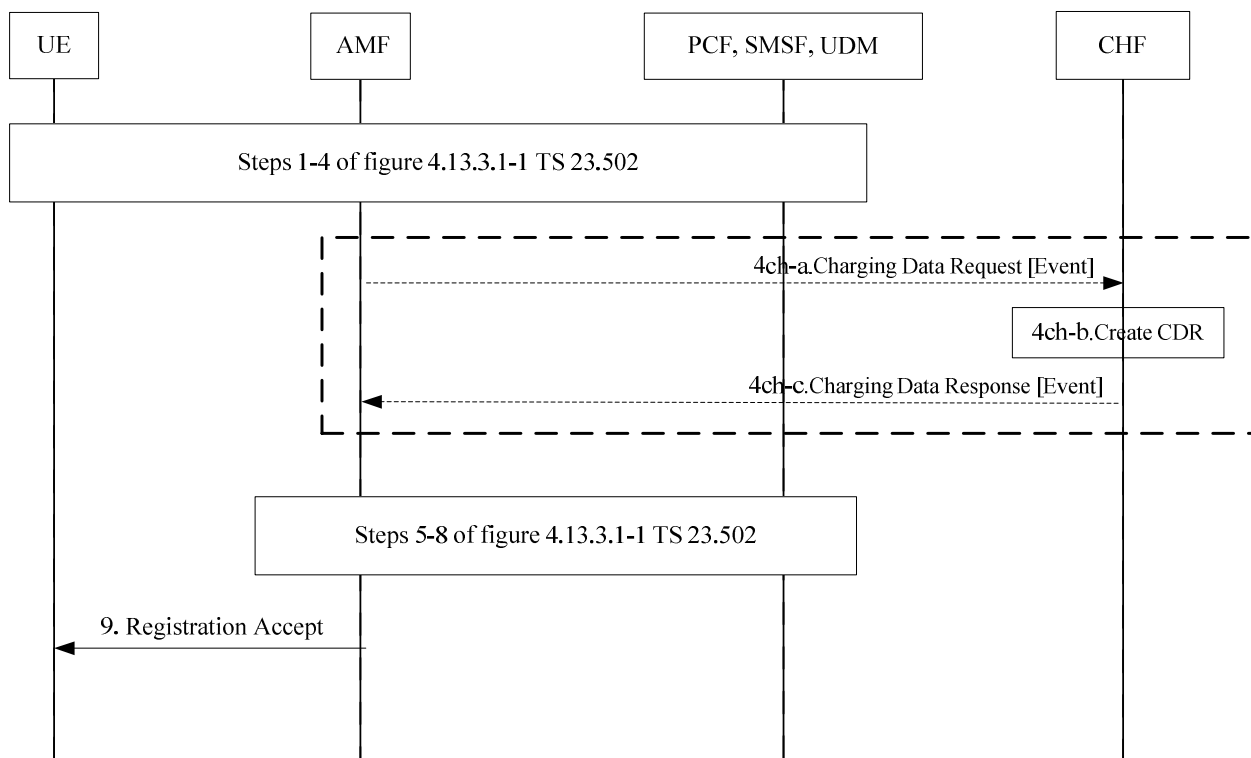 UE
AMF
PCF, SMSF, UDM
CHF
Steps 1-4 of figure 4.13.3.1-1 TS 23.502
4ch-a.Charging Data Request [Event]
4ch-b.Create CDR
4ch-c.Charging Data Response [Event]
Steps 5-8 of figure 4.13.3.1-1 TS 23.502
9. Registration Accept